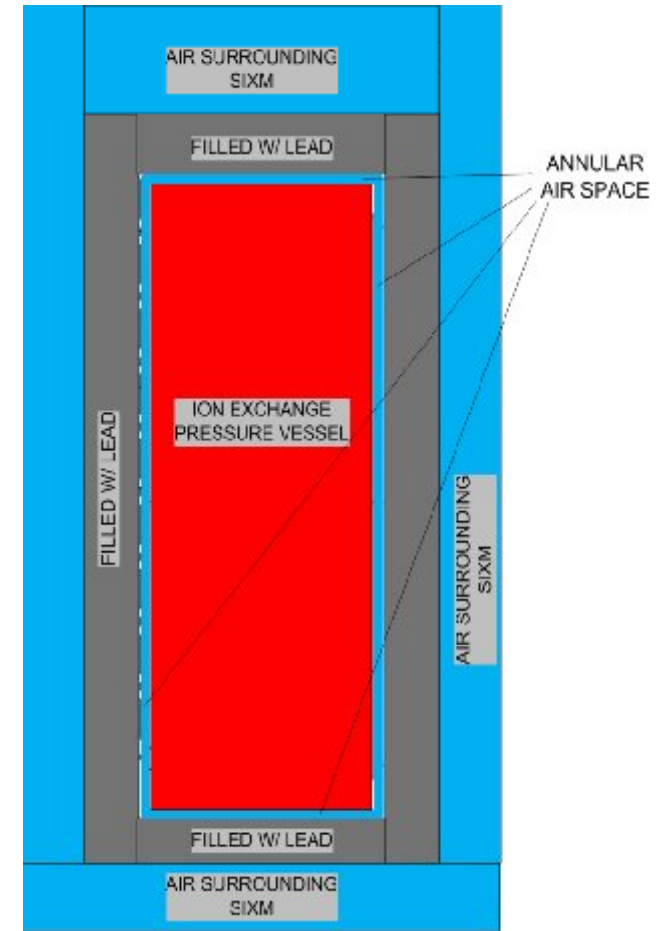 AIR SURROUNDING
SIXM
FILLED W/ LEAD
ANNULAR
AIR SPACE
ION EXCHANGE
PRESSURE VESSEL
FILLED W/ LEAD
AIR SURROUNDING
SIXM
FILLED W/ LEAD
AIR SURROUNDING
SIXM